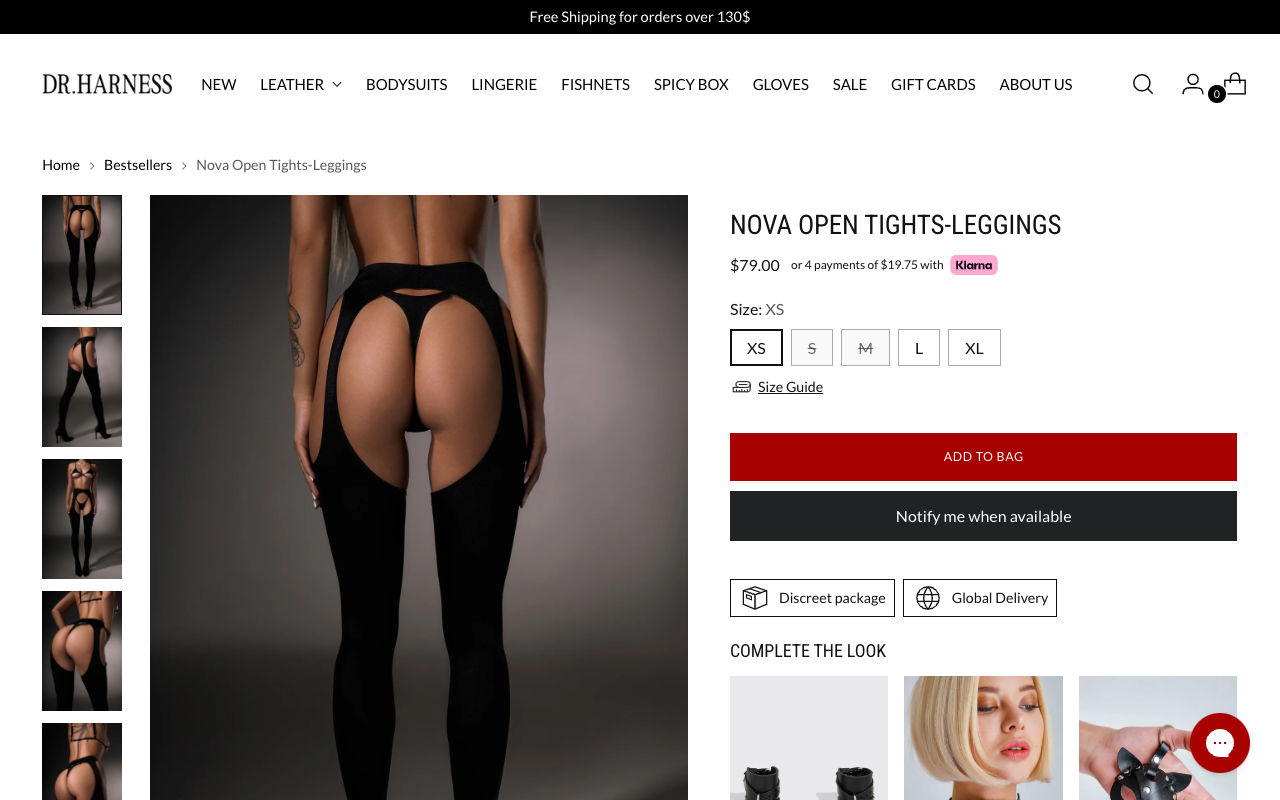 Free Shipping for orders over 130$
DR.HARNESS
NEW
LEATHER
BODYSUITS
LINGERIE
FISHNETS
SPICY BOX
GLOVES
SALE
GIFT CARDS
ABOUT US
0
Home
Bestsellers
Nova Open Tights-Leggings
NOVA OPEN TIGHTS-LEGGINGS
$79.00
or 4 payments of $19.75 with Klarna
Size: XS
XS
S
M
L
XL
Size Guide
ADD TO BAG
Notify me when available
Discreet package
Global Delivery
COMPLETE THE LOOK